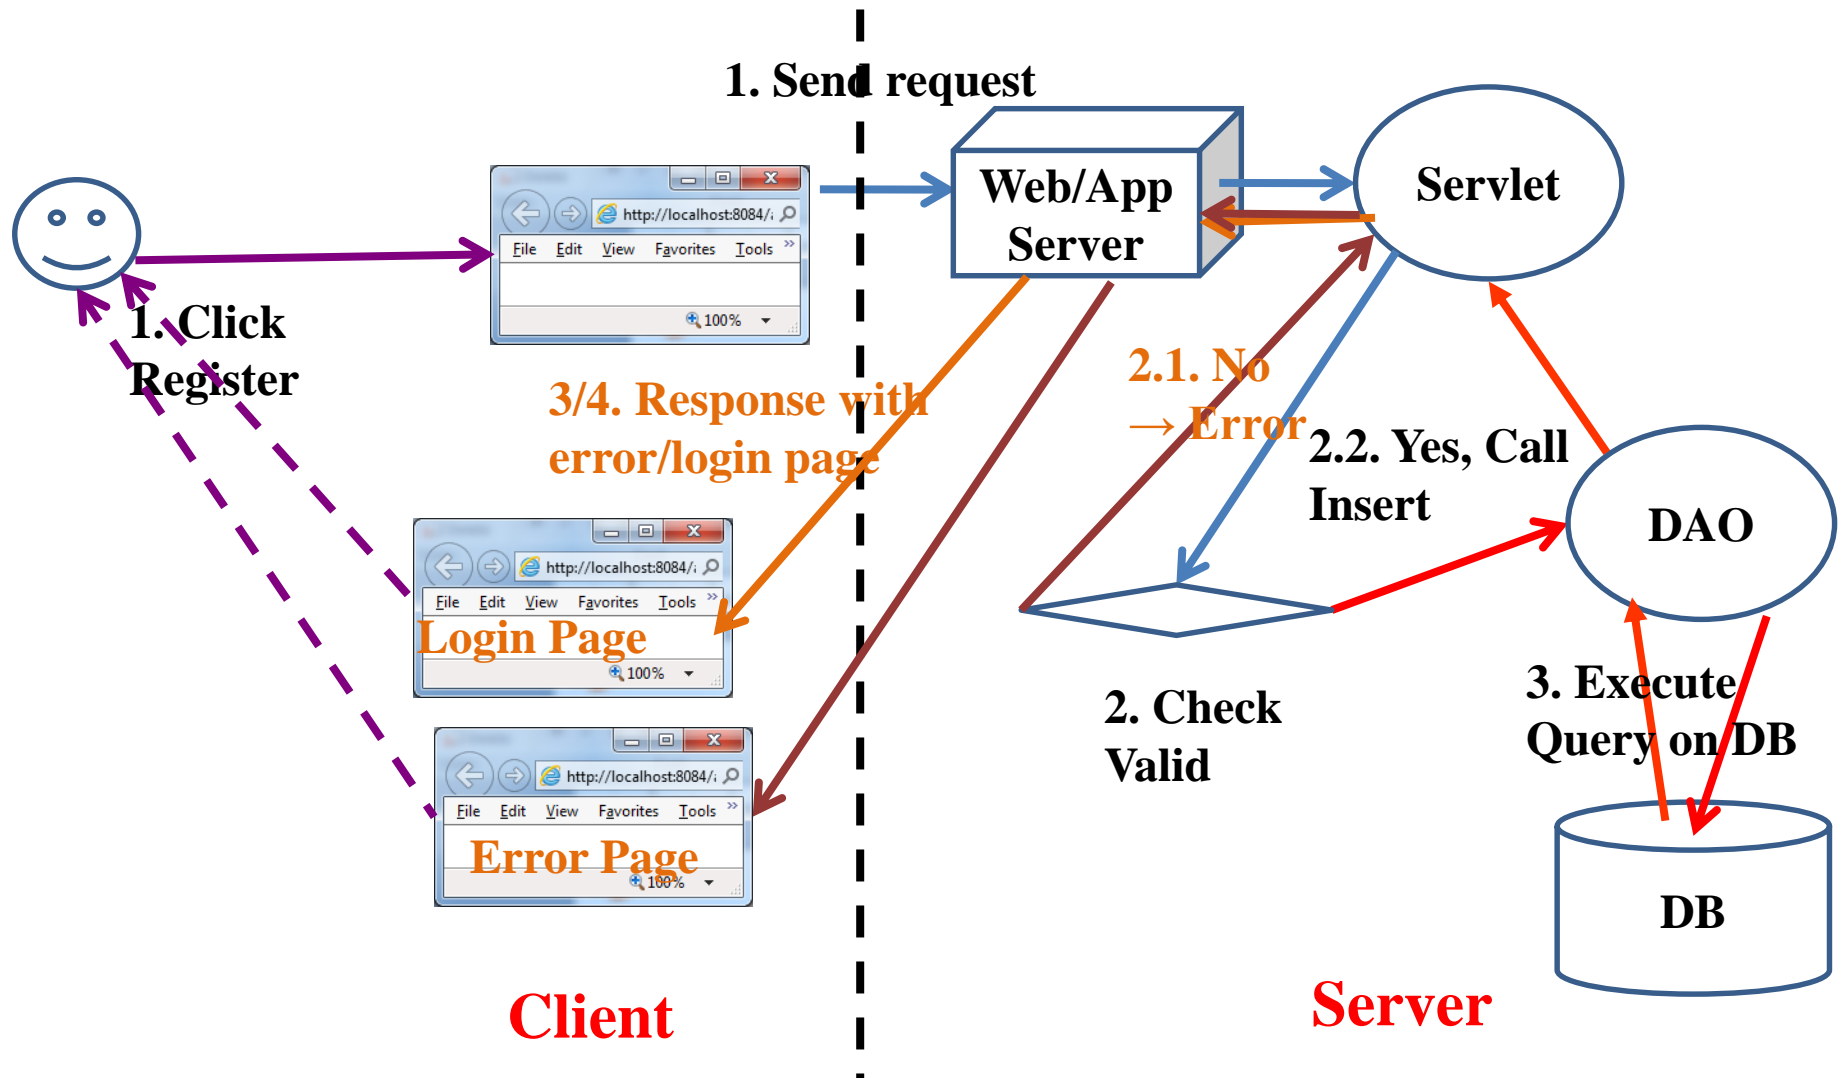 1. Send request
Web/App
Server
Servlet
http://localhost:8084/
File Edit View Favorites Tools »
100%
1. Click
Register
3/4. Response with
error/login page
2.1. No
→ Error
2.2. Yes, Call
Insert
DAO
http://localhost:8084/
File Edit View Favorites Tools »
Login Page
100%
2. Check
Valid
3. Execute
Query on DB
http://localhost:8084/
File Edit View Favorites Tools »
Error Page
100%
DB
Client
Server